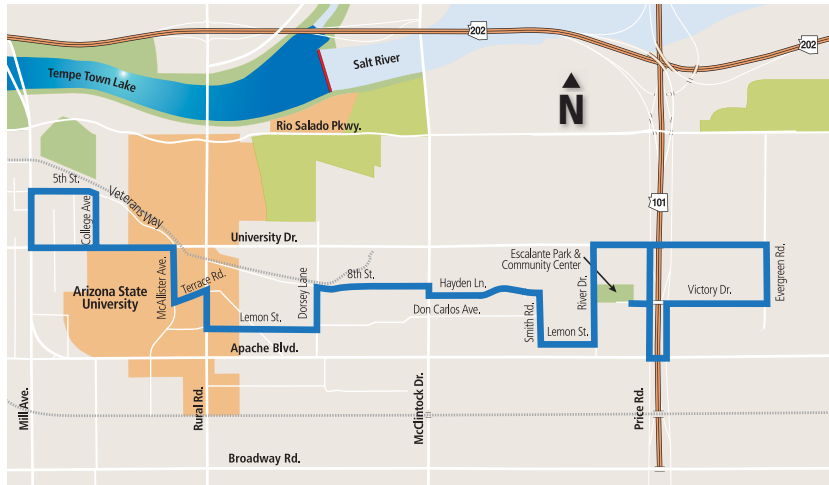 202
202
Salt River
Tempe Town Lake
N
Rio Salado Pkwy.
5th St.
College Ave.
Veterans Way
101
University Dr.
Escalante Park &
Community Center
Evergreen Rd.
McAllister Ave.
Terrace Rd.
Dorsey Lane
8th St.
Hayden Ln.
River Dr.
Victory Dr.
Arizona State
University
Lemon St.
Don Carlos Ave.
Smith Rd.
Lemon St.
Apache Blvd.
Mill Ave.
Rural Rd.
McClintock Dr.
Price Rd.
Broadway Rd.